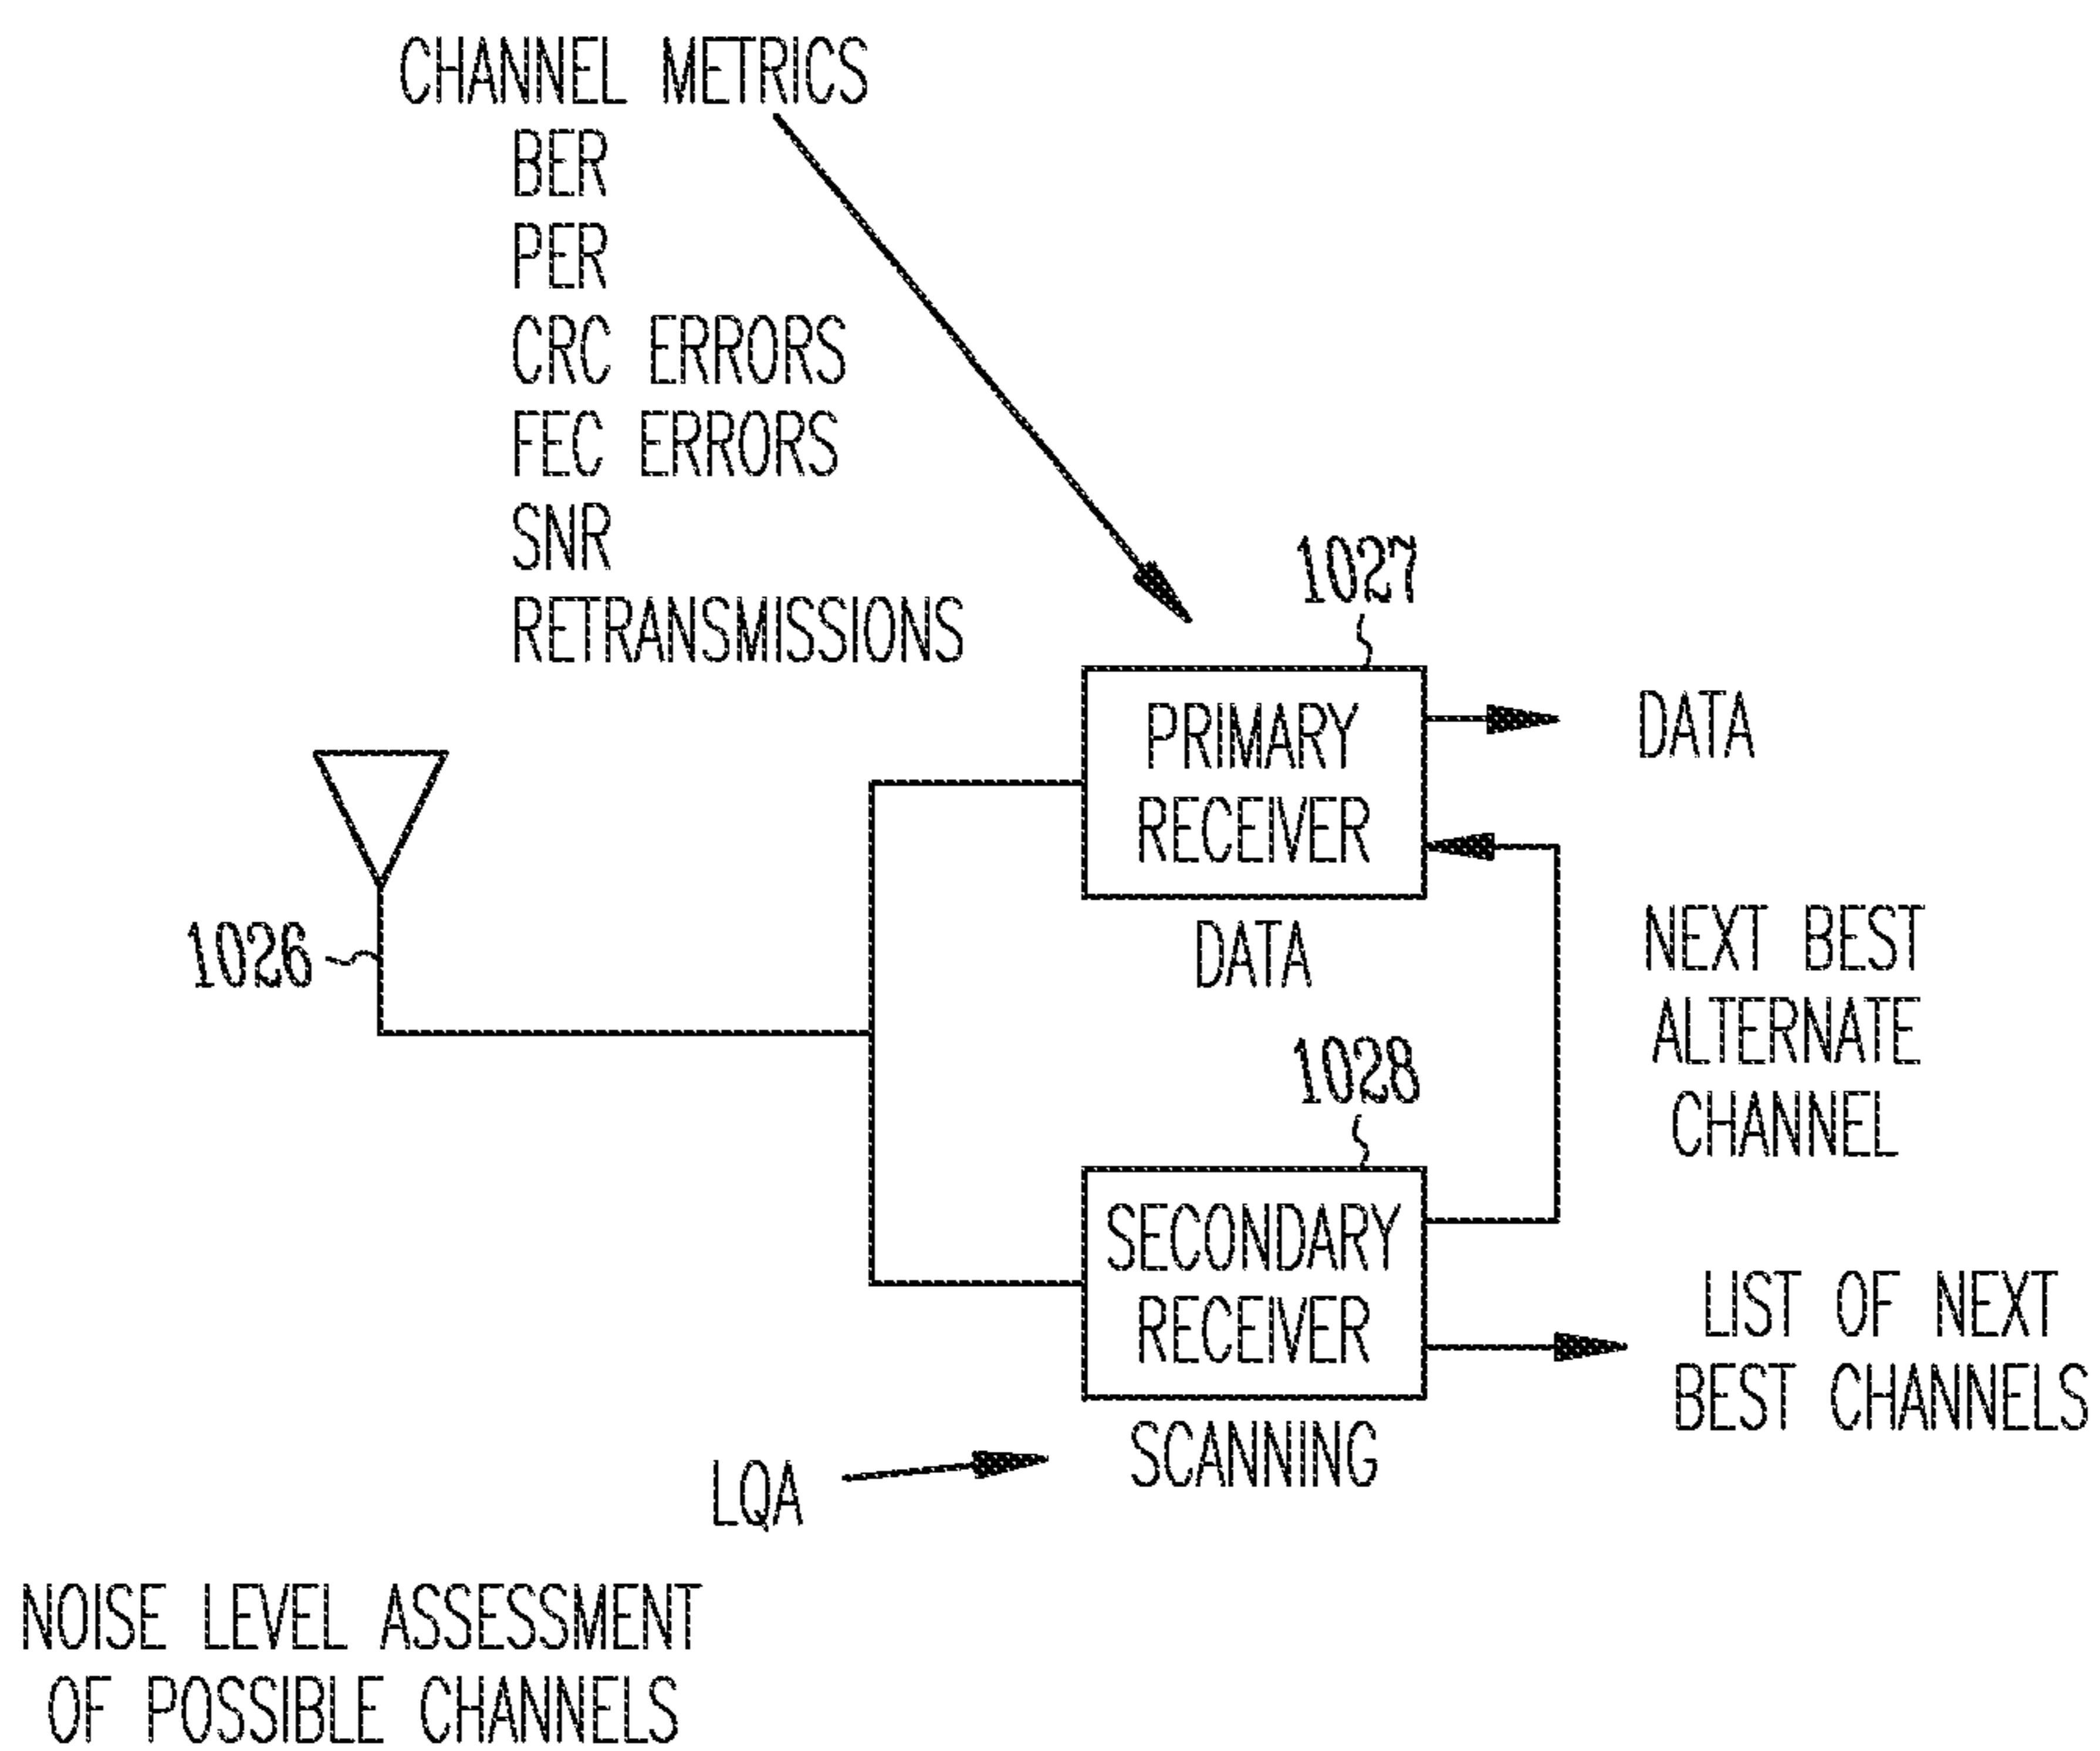 CHANNEL METRICS
BER
PER
CRC ERRORS
FEC ERRORS
SNR
RETRANSMISSIONS
1027
PRIMARY
RECEIVER
DATA
DATA
1026
NEXT BEST
ALTERNATE
CHANNEL
1028
SECONDARY
RECEIVER
LIST OF NEXT
BEST CHANNELS
SCANNING
LQA
NOISE LEVEL ASSESSMENT
OF POSSIBLE CHANNELS